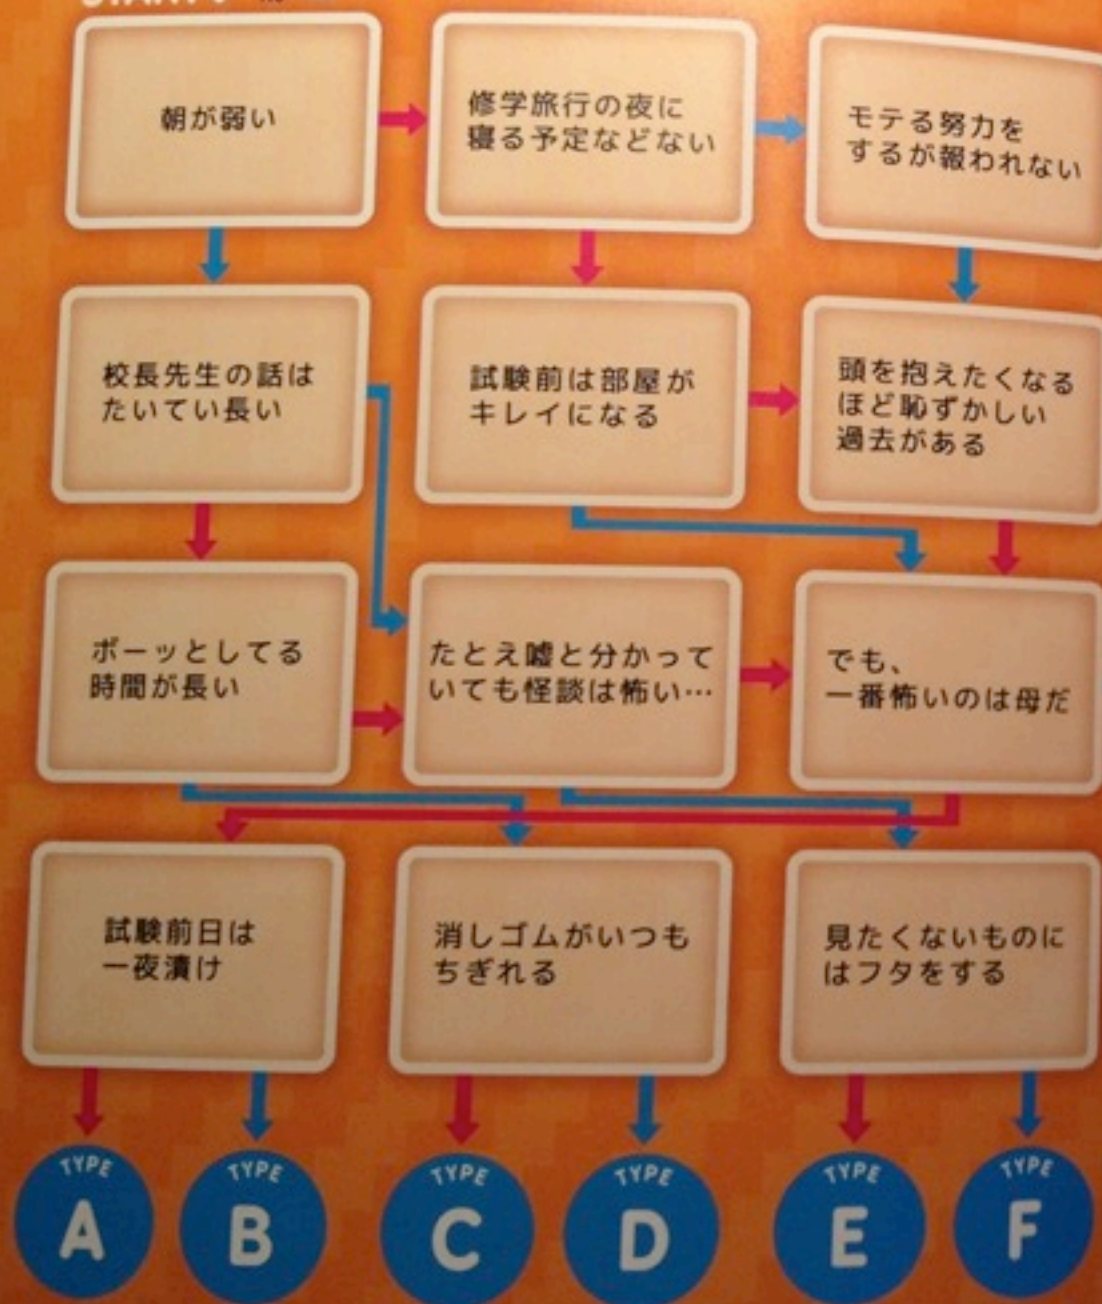 朝が弱い
修学旅行の夜に
寝る予定などない
モテる努力を
するが報われない
校長先生の話は
たいてい長い
試験前は部屋が
キレイになる
頭を抱えたくなる
ほど恥ずかしい
過去がある
ボーッとしてる
時間が長い
たとえ嘘と分かって
いても怪談は怖い…
でも、
一番怖いのは母だ
試験前日は
一夜漬け
消しゴムがいつも
ちぎれる
見たくないものに
はフタをする
TYPE
A
TYPE
B
TYPE
C
TYPE
D
TYPE
E
TYPE
F